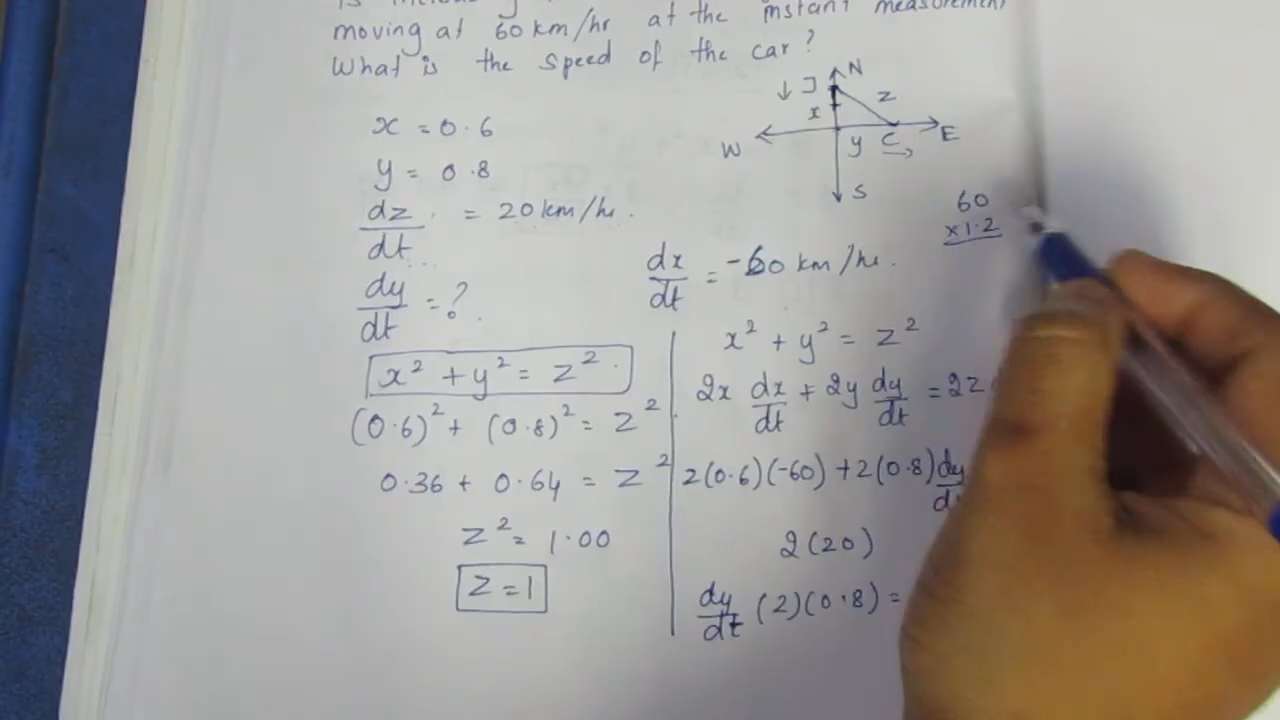 moving at 60 km/hr at the instant measurement
What is the speed of the car?
N
J
x
z
W
y
C
E
S
x = 0.6
y = 0.8
dz/dt = 20 km/hr.
dy/dt = ?
60
×1.2
dx/dt = -60 km/hr.
x² + y² = z².
(0.6)² + (0.8)² = z²
0.36 + 0.64 = z²
z² = 1.00
z = 1
x² + y² = z²
2x dx/dt + 2y dy/dt = 2z
2(0.6)(-60) + 2(0.8) dy
2(20)
dy/dt (2)(0.8) =